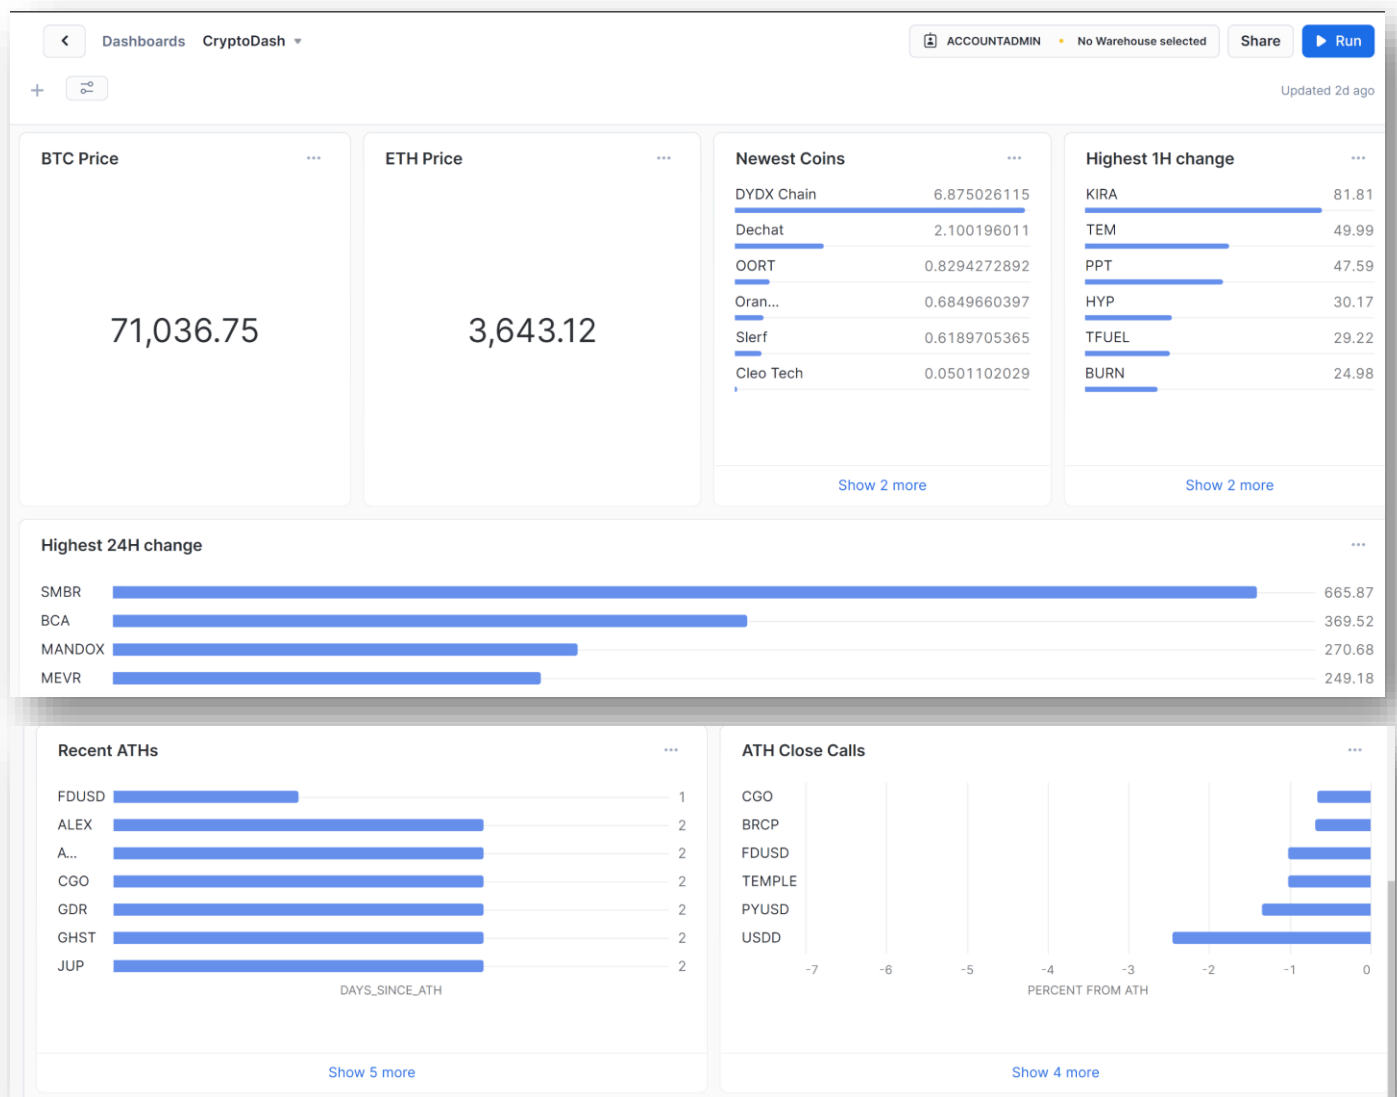 Dashboards CryptoDash
ACCOUNTADMIN • No Warehouse selected
Share
Run
Updated 2d ago
BTC Price
71,036.75
ETH Price
3,643.12
Newest Coins
DYDX Chain 6.875026115
Dechat 2.100196011
OORT 0.8294272892
Oran... 0.6849660397
Slerf 0.6189705365
Cleo Tech 0.0501102029
Show 2 more
Highest 1H change
KIRA 81.81
TEM 49.99
PPT 47.59
HYP 30.17
TFUEL 29.22
BURN 24.98
Show 2 more
Highest 24H change
SMBR 665.87
BCA 369.52
MANDOX 270.68
MEVR 249.18
Recent ATHs
FDUSD 1
ALEX 2
A... 2
CGO 2
GDR 2
GHST 2
JUP 2
DAYS_SINCE_ATH
Show 5 more
ATH Close Calls
CGO
BRCP
FDUSD
TEMPLE
PYUSD
USDD
-7 -6 -5 -4 -3 -2 -1 0
PERCENT FROM ATH
Show 4 more